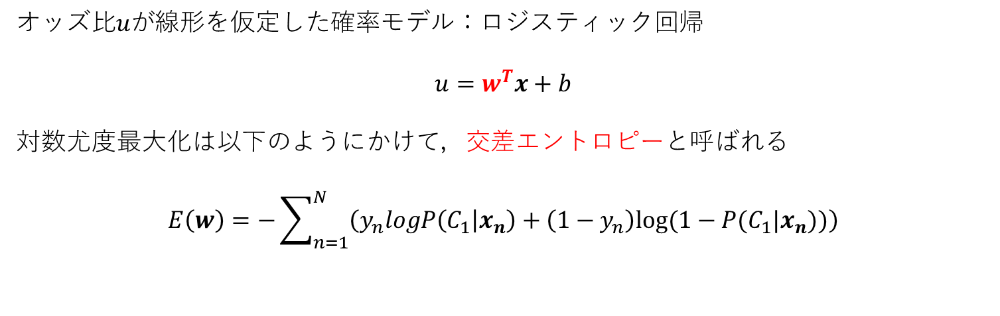 オッズ比uが線形を仮定した確率モデル：ロジスティック回帰
u = w^T x + b
対数尤度最大化は以下のようにかけて，交差エントロピーと呼ばれる
E(w) = −∑_{n=1}^{N} (y_n logP(C_1|x_n) + (1 − y_n)log(1 − P(C_1|x_n)))